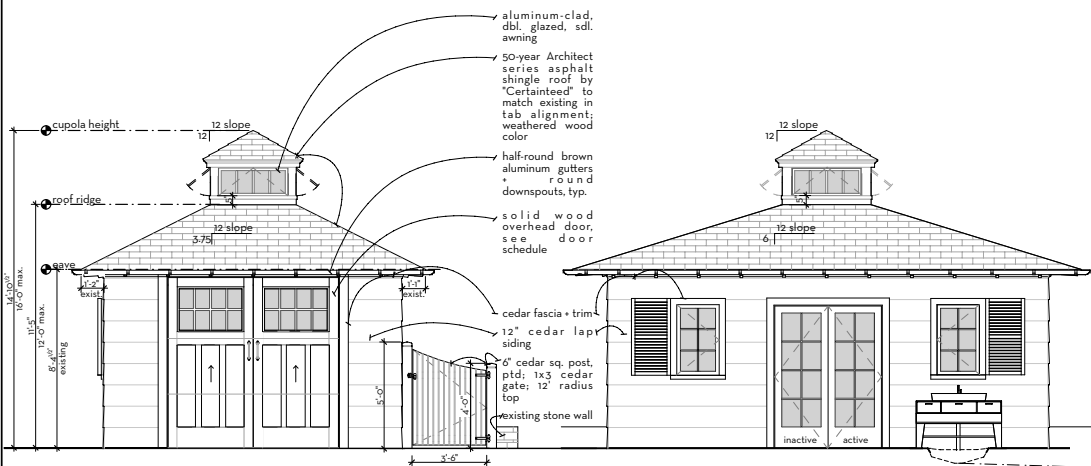 aluminum-clad,
dbl. glazed, sdl.
awning
50-year Architect
series asphalt
shingle roof by
"Certainteed" to
match existing in
tab alignment;
weathered wood
color
half-round brown
aluminum gutters
+ round
downspouts, typ.
solid wood
overhead door,
see door
schedule
cedar fascia + trim
12" cedar lap
siding
6" cedar sq. post,
ptd; 1x3 cedar
gate; 12' radius
top
existing stone wall
cupola height
12 slope
12
roof ridge
5"
12 slope
3.75
eave
1'-2"
exist.
1'-1"
exist.
14'-10½"
16'-0" max.
11'-5"
12'-0" max.
8'-4½"
existing
5'-0"
4'-0"
3'-6"
12 slope
12
5"
12 slope
6
inactive active